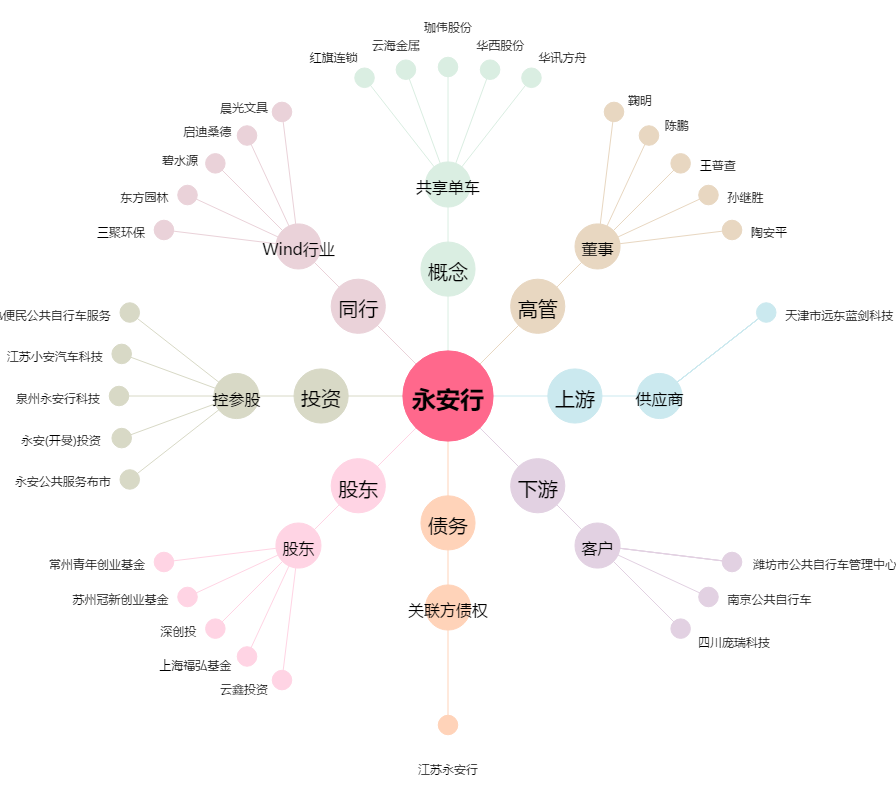 珈伟股份
云海金属
华西股份
红旗连锁
华讯方舟
晨光文具
鞠明
启迪桑德
陈鹏
碧水源
王普查
共享单车
东方园林
孙继胜
三聚环保
陶安平
Wind行业
董事
概念
同行
高管
便民公共自行车服务
天津市远东蓝剑科技
江苏小安汽车科技
泉州永安行科技
控参股
投资
永安行
上游
供应商
永安(开曼)投资
永安公共服务布市
股东
下游
债务
股东
客户
常州青年创业基金
潍坊市公共自行车管理中心
苏州冠新创业基金
南京公共自行车
关联方债权
深创投
四川庞瑞科技
上海福弘基金
云鑫投资
江苏永安行